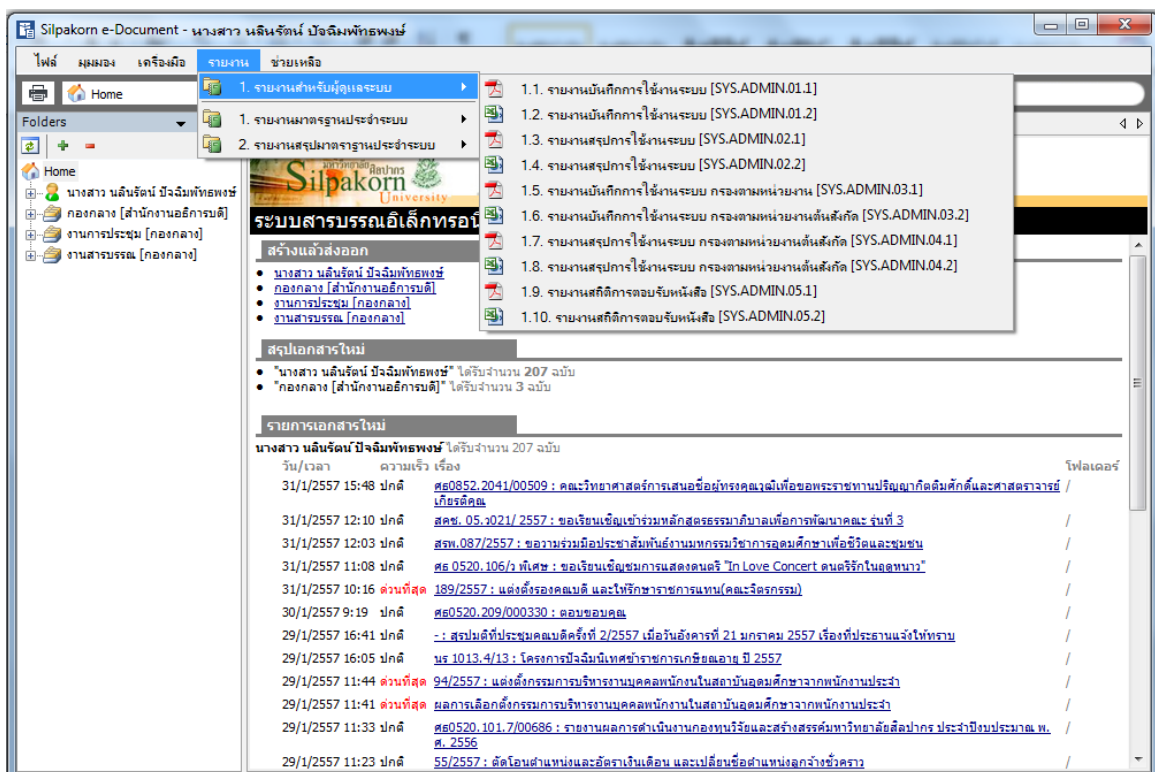 Silpakorn e-Document - นางสาว นลินรัตน์ ปัจฉิมพัทธพงษ์
ไฟล์ มุมมอง เครื่องมือ รายงาน ช่วยเหลือ
Home
1. รายงานสำหรับผู้ดูแลระบบ
1. รายงานมาตรฐานประจำระบบ
2. รายงานสรุปมาตราฐานประจำระบบ
1.1. รายงานบันทึกการใช้งานระบบ [SYS.ADMIN.01.1]
1.2. รายงานบันทึกการใช้งานระบบ [SYS.ADMIN.01.2]
1.3. รายงานสรุปการใช้งานระบบ [SYS.ADMIN.02.1]
1.4. รายงานสรุปการใช้งานระบบ [SYS.ADMIN.02.2]
1.5. รายงานบันทึกการใช้งานระบบ กรองตามหน่วยงาน [SYS.ADMIN.03.1]
1.6. รายงานบันทึกการใช้งานระบบ กรองตามหน่วยงานต้นสังกัด [SYS.ADMIN.03.2]
1.7. รายงานสรุปการใช้งานระบบ กรองตามหน่วยงานต้นสังกัด [SYS.ADMIN.04.1]
1.8. รายงานสรุปการใช้งานระบบ กรองตามหน่วยงานต้นสังกัด [SYS.ADMIN.04.2]
1.9. รายงานสถิติการตอบรับหนังสือ [SYS.ADMIN.05.1]
1.10. รายงานสถิติการตอบรับหนังสือ [SYS.ADMIN.05.2]
Folders
Home
นางสาว นลินรัตน์ ปัจฉิมพัทธพงษ์
กองกลาง [สำนักงานอธิการบดี]
งานการประชุม [กองกลาง]
งานสารบรรณ [กองกลาง]
มหาวิทยาลัยศิลปากร
Silpakorn
University
ระบบสารบรรณอิเล็กทรอนิ
สร้างแล้วส่งออก
นางสาว นลินรัตน์ ปัจฉิมพัทธพงษ์
กองกลาง [สำนักงานอธิการบดี]
งานการประชุม [กองกลาง]
งานสารบรรณ [กองกลาง]
สรุปเอกสารใหม่
"นางสาว นลินรัตน์ ปัจฉิมพัทธพงษ์" ได้รับจำนวน 207 ฉบับ
"กองกลาง [สำนักงานอธิการบดี]" ได้รับจำนวน 3 ฉบับ
รายการเอกสารใหม่
นางสาว นลินรัตน์ ปัจฉิมพัทธพงษ์ ได้รับจำนวน 207 ฉบับ
วัน/เวลา ความเร็ว เรื่อง โฟลเดอร์
31/1/2557 15:48 ปกติ ศธ0852.2041/00509 : คณะวิทยาศาสตร์การเสนอชื่อผู้ทรงคุณวุฒิเพื่อขอพระราชทานปริญญากิตติมศักดิ์และศาสตราจารย์ /
เกียรติคุณ
31/1/2557 12:10 ปกติ สคช. 05.ว021/ 2557 : ขอเรียนเชิญเข้าร่วมหลักสูตรธรรมาภิบาลเพื่อการพัฒนาคณะ รุ่นที่ 3 /
31/1/2557 12:03 ปกติ สรพ.087/2557 : ขอวามร่วมมือประชาสัมพันธ์งานมหกรรมวิชาการอุดมศึกษาเพื่อชีวิตและชุมชน /
31/1/2557 11:08 ปกติ ศธ 0520.106/ว พิเศษ : ขอเรียนเชิญชมการแสดงดนตรี "In Love Concert ดนตรีรักในฤดูหนาว" /
31/1/2557 10:16 ด่วนที่สุด 189/2557 : แต่งตั้งรองคณบดี และให้รักษาราชการแทน(คณะจิตรกรรม) /
30/1/2557 9:19 ปกติ ศธ0520.209/000330 : ตอบขอบคุณ /
29/1/2557 16:41 ปกติ - : สรุปมติที่ประชุมคณบดีครั้งที่ 2/2557 เมื่อวันอังคารที่ 21 มกราคม 2557 เรื่องที่ประธานแจ้งให้ทราบ /
29/1/2557 16:05 ปกติ นร 1013.4/13 : โครงการปัจฉิมนิเทศข้าราชการเกษียณอายุ ปี 2557 /
29/1/2557 11:44 ด่วนที่สุด 94/2557 : แต่งตั้งกรรมการบริหารงานบุคคลพนักงนในสถาบันอุดมศึกษาจากพนักงานประจำ /
29/1/2557 11:41 ด่วนที่สุด ผลการเลือกตั้งกรรมการบริหารงานบุคคลพนักงานในสถาบันอุดมศึกษาจากพนักงานประจำ /
29/1/2557 11:33 ปกติ ศธ0520.101.7/00686 : รายงานผลการดำเนินงานกองทุนวิจัยและสร้างสรรค์มหาวิทยาลัยศิลปากร ประจำปีงบประมาณ พ. /
ศ. 2556
29/1/2557 11:23 ปกติ 55/2557 : ตัดโอนตำแหน่งและอัตราเงินเดือน และเปลี่ยนชื่อตำแหน่งลูกจ้างชั่วคราว /